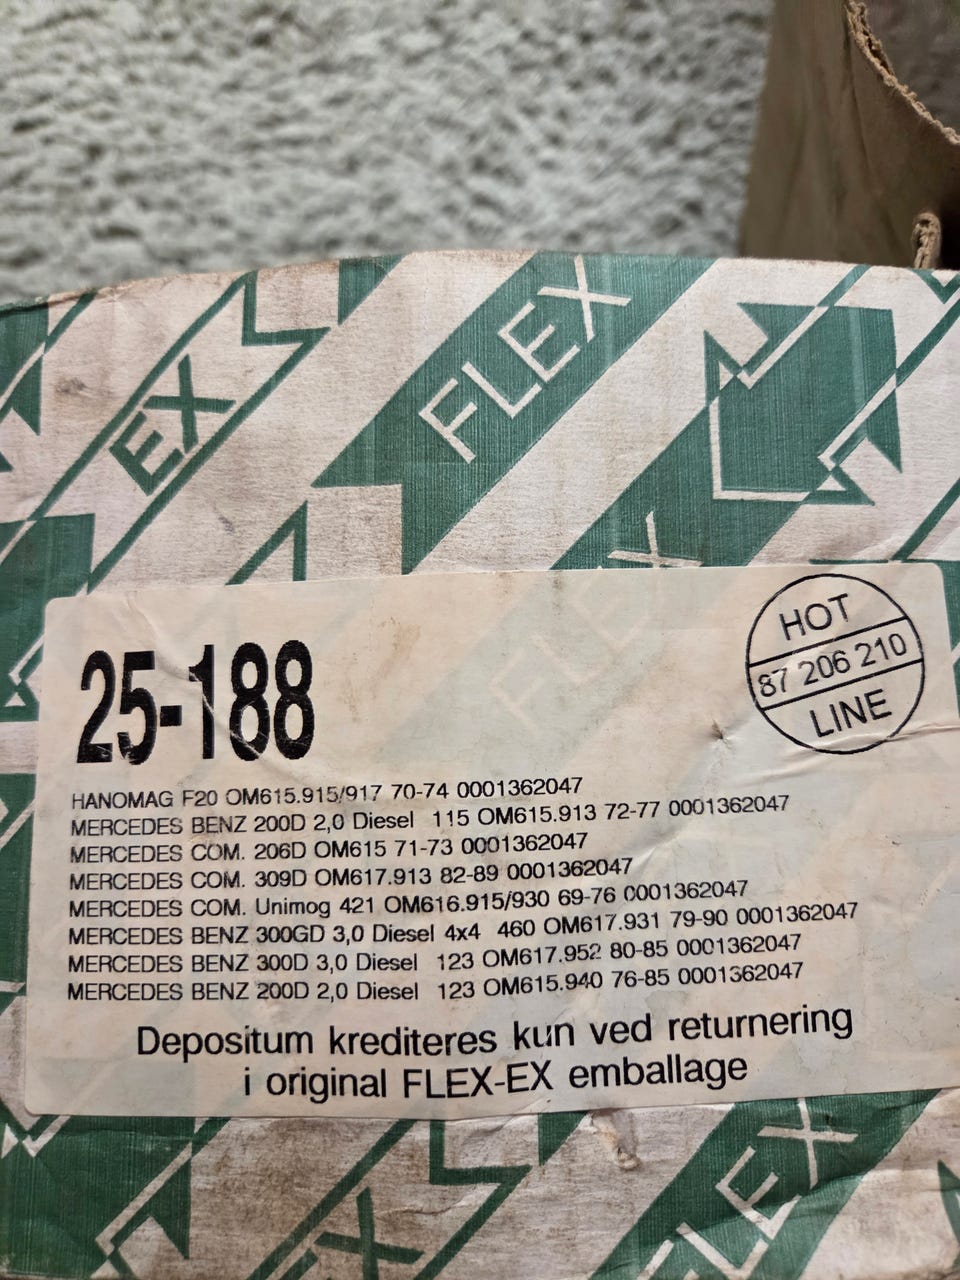 EX
FLEX
EX
FLEX
25-188
HOT
87 206 210
LINE
HANOMAG F20 OM615.915/917 70-74 0001362047
MERCEDES BENZ 200D 2,0 Diesel 115 OM615.913 72-77 0001362047
MERCEDES COM. 206D OM615 71-73 0001362047
MERCEDES COM. 309D OM617.913 82-89 0001362047
MERCEDES COM. Unimog 421 OM616.915/930 69-76 0001362047
MERCEDES BENZ 300GD 3,0 Diesel 4x4 460 OM617.931 79-90 0001362047
MERCEDES BENZ 300D 3,0 Diesel 123 OM617.952 80-85 0001362047
MERCEDES BENZ 200D 2,0 Diesel 123 OM615.940 76-85 0001362047
Depositum krediteres kun ved returnering
i original FLEX-EX emballage
EX
FLEX